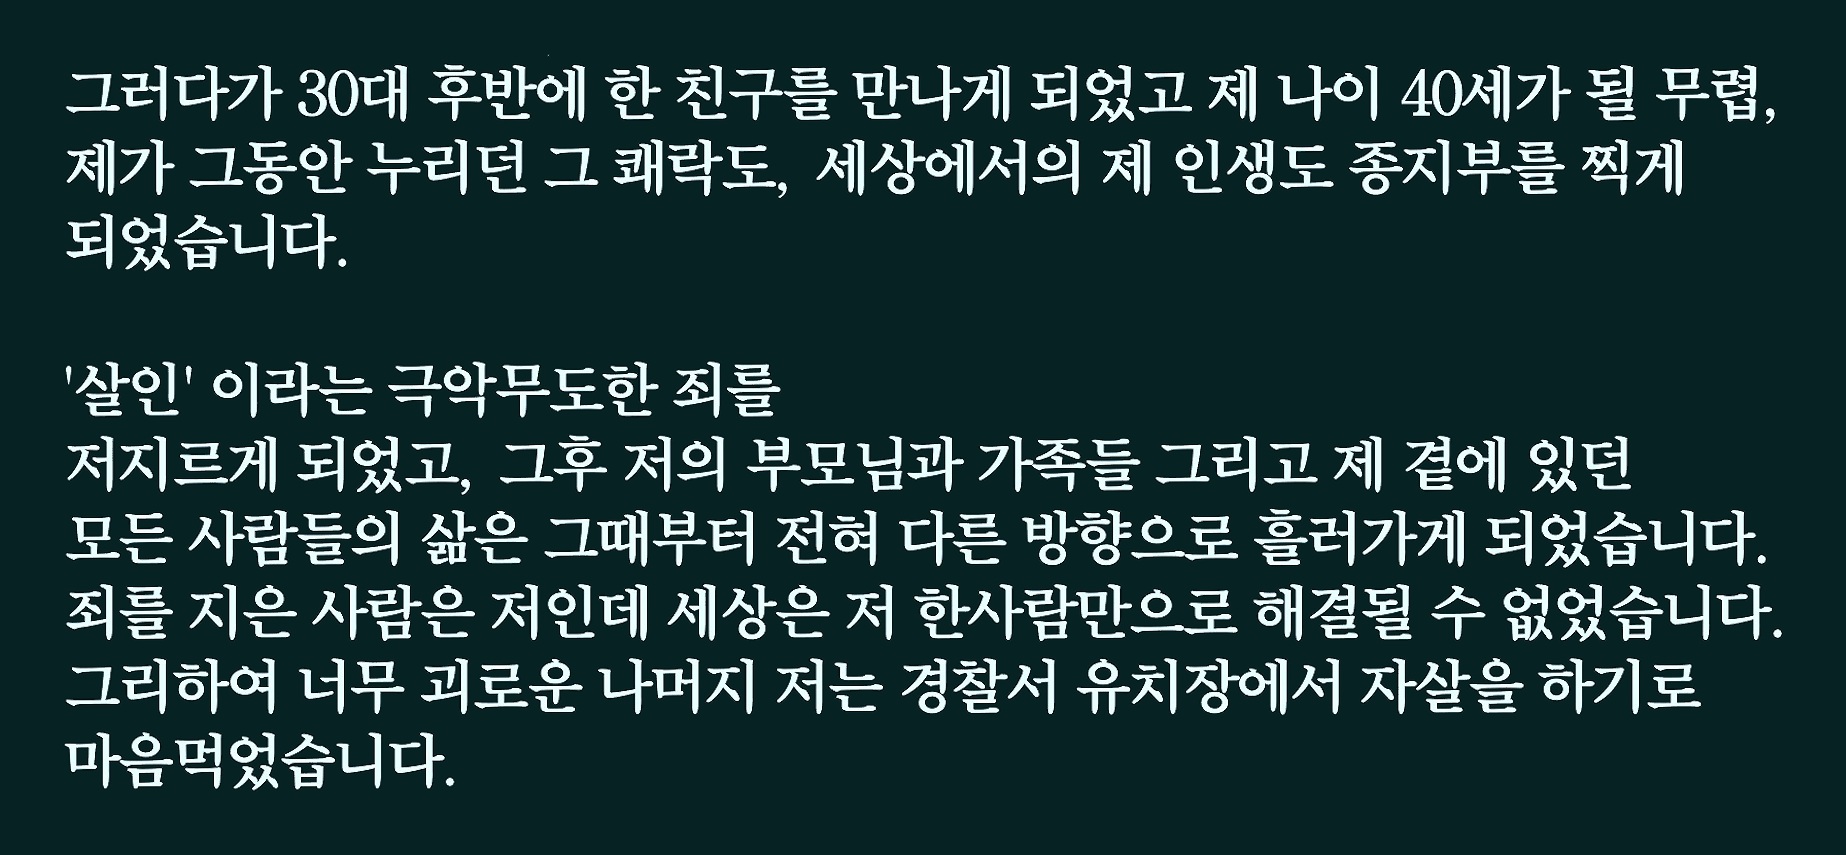 그러다가 30대 후반에 한 친구를 만나게 되었고 제 나이 40세가 될 무렵,
제가 그동안 누리던 그 쾌락도, 세상에서의 제 인생도 종지부를 찍게
되었습니다.
'살인' 이라는 극악무도한 죄를
저지르게 되었고, 그후 저의 부모님과 가족들 그리고 제 곁에 있던
모든 사람들의 삶은 그때부터 전혀 다른 방향으로 흘러가게 되었습니다.
죄를 지은 사람은 저인데 세상은 저 한사람만으로 해결될 수 없었습니다.
그리하여 너무 괴로운 나머지 저는 경찰서 유치장에서 자살을 하기로
마음먹었습니다.